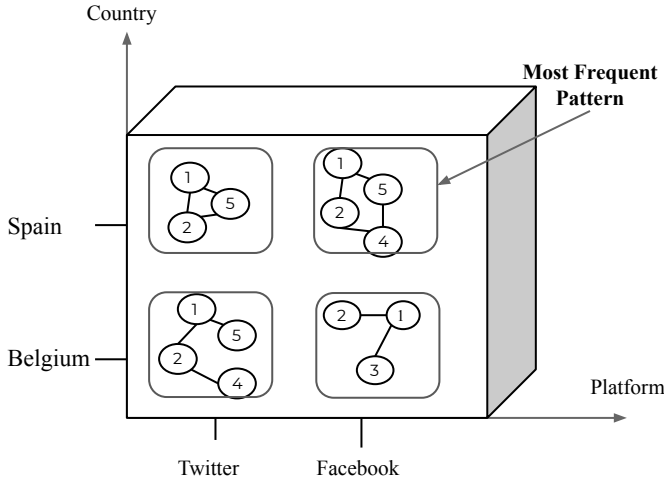 Country
Most Frequent
Pattern
1
5
2
1
5
2
4
Spain
1
5
2
4
2
1
3
Belgium
Platform
Twitter
Facebook